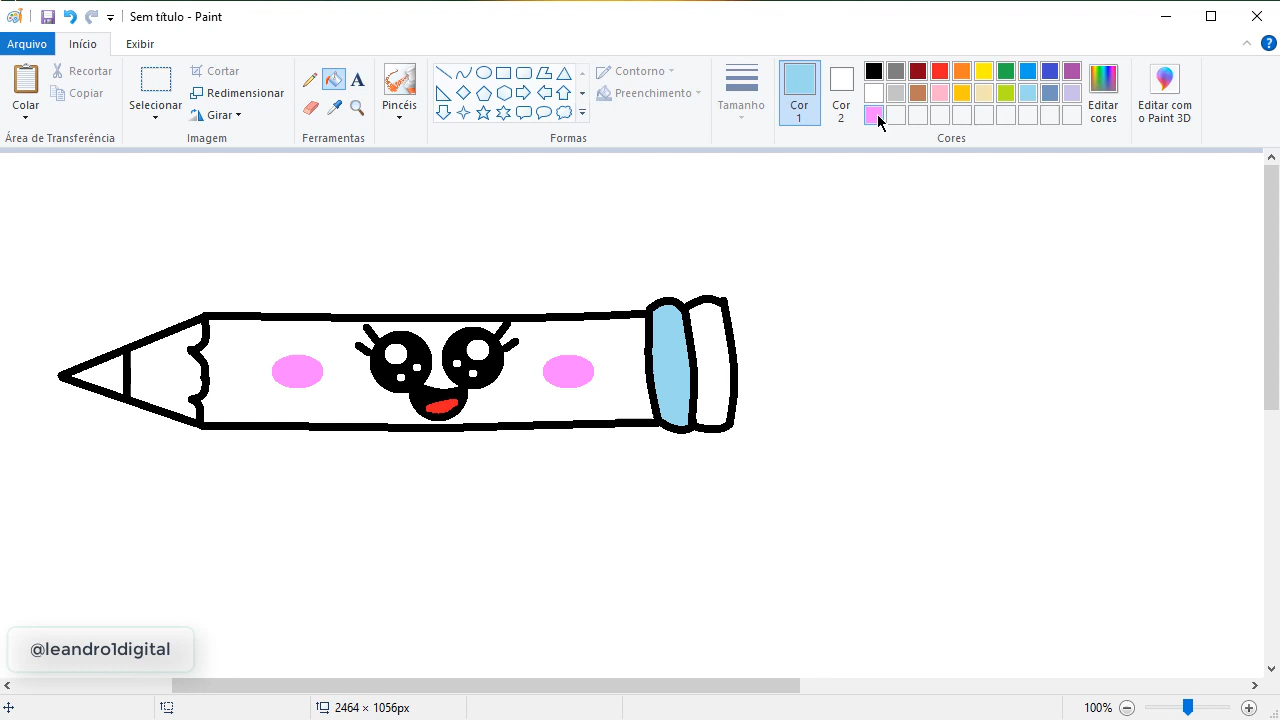 Sem título - Paint
Arquivo Início Exibir
Colar
Recortar
Copiar
Área de Transferência
Selecionar
Cortar
Redimensionar
Girar
Imagem
A
Ferramentas
Pincéis
Contorno
Preenchimento
Formas
Tamanho
Cor 1
Cor 2
Editar cores
Cores
Editar com o Paint 3D
@leandro1digital
2464 × 1056px
100%